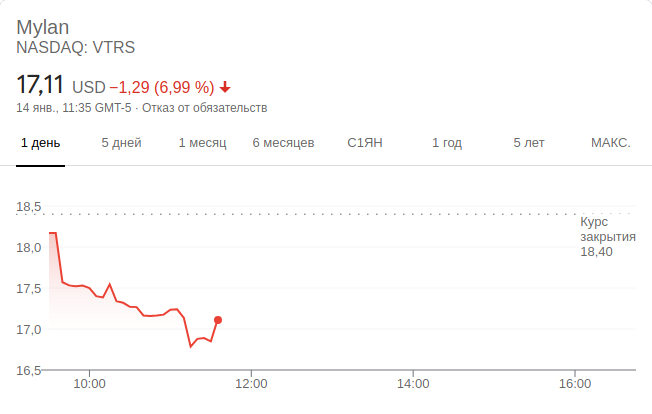 Mylan
NASDAQ: VTRS
17,11 USD −1,29 (6,99 %)
14 янв., 11:35 GMT-5 · Отказ от обязательств
1 день 5 дней 1 месяц 6 месяцев С1ЯН 1 год 5 лет МАКС.
18,5
Курс
закрытия
18,40
18,0
17,5
17,0
16,5
10:00 12:00 14:00 16:00